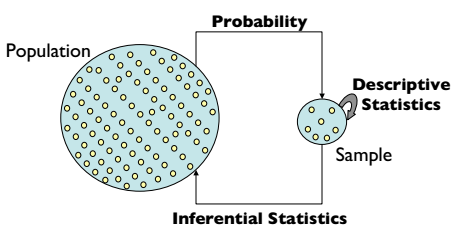 Probability
Population
Descriptive
Statistics
Sample
Inferential Statistics